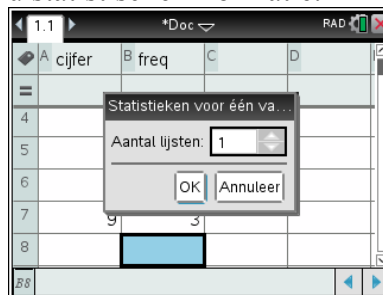 1.1 *Doc RAD
A cijfer B freq C D
=
4
Statistieken voor één va...
Aantal lijsten: 1
5
6
OK Annuleer
7 9 3
8
B8